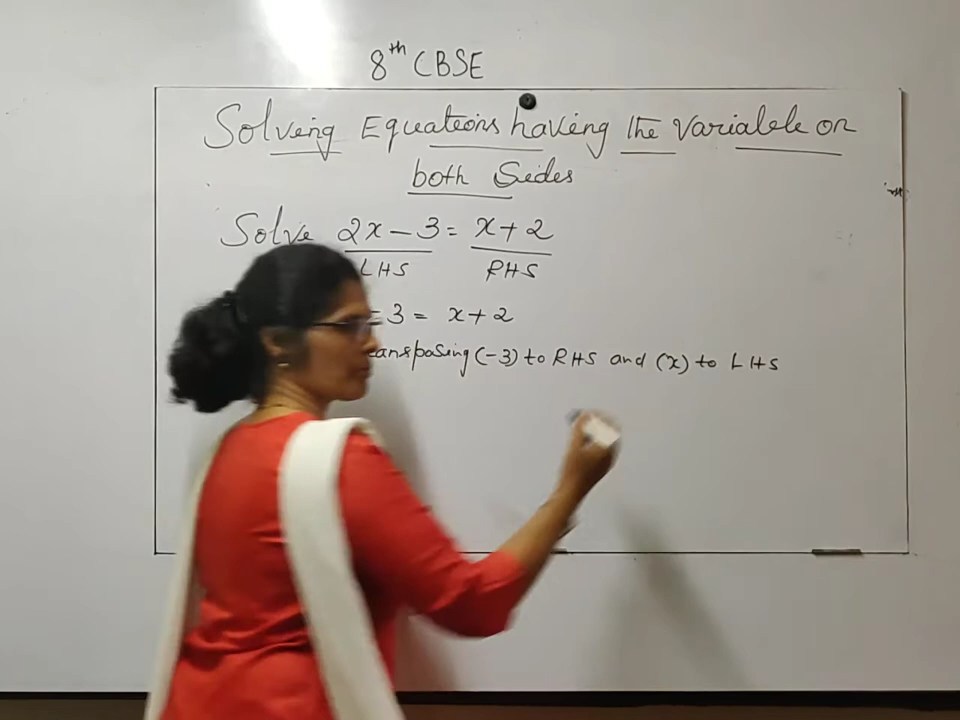 8th CBSE
Solving Equations having the variable on
both Sides
Solve 2x - 3 = x + 2
LHS RHS
3 = x + 2
(-3) to RHS and (x) to LHS